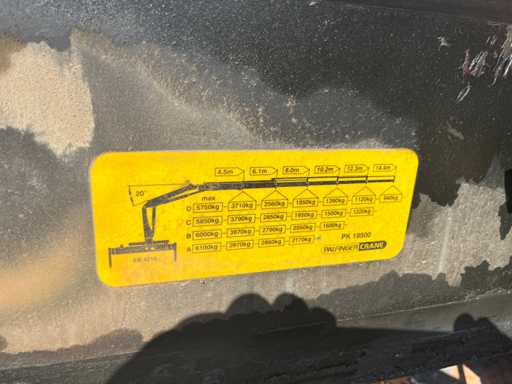 4.5m 6.1m 8.0m 10.2m 12.3m 14.4m
20°
max
D 5750kg 3710kg 2560kg 1850kg 1390kg 1120kg 940kg
C 5850kg 3790kg 2650kg 1950kg 1500kg 1220kg
B 6000kg 3870kg 2790kg 2050kg 1600kg
A 6100kg 3970kg 2880kg 2170kg
PK 19500
PALFINGER CRANE